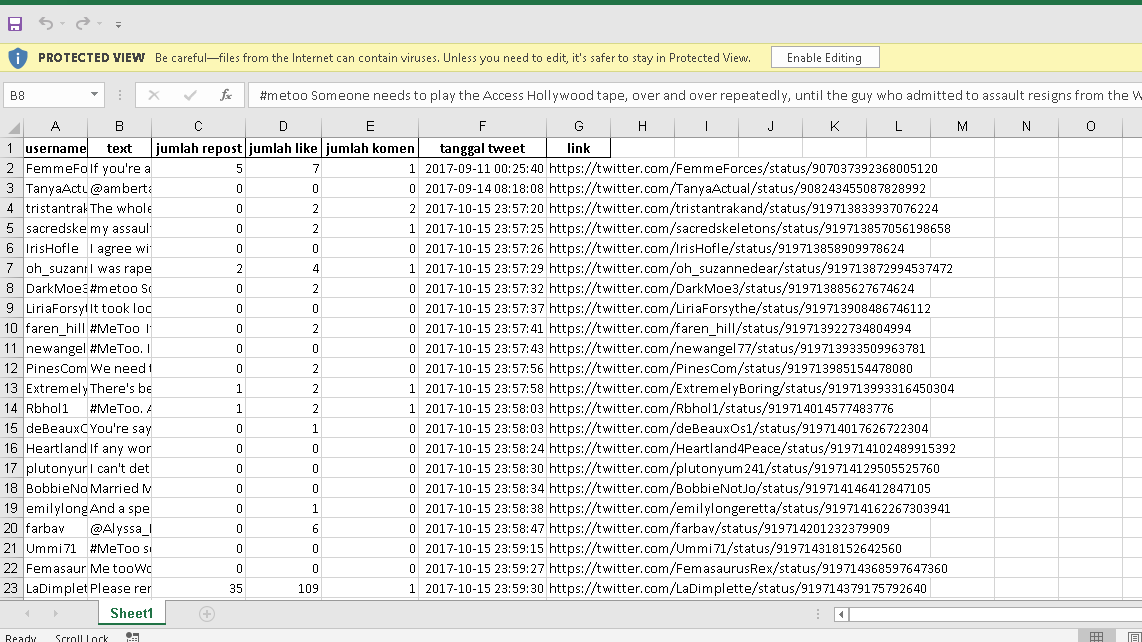 PROTECTED VIEW Be careful—files from the Internet can contain viruses. Unless you need to edit, it's safer to stay in Protected View. Enable Editing
B8 fx #metoo Someone needs to play the Access Hollywood tape, over and over repeatedly, until the guy who admitted to assault resigns from the W
A B C D E F G H I J K L M N O
1 username text jumlah repost jumlah like jumlah komen tanggal tweet link
2 FemmeFo If you're a 5 7 1 2017-09-11 00:25:40 https://twitter.com/FemmeForces/status/907037392368005120
3 TanyaActu @amberta 0 0 0 2017-09-14 08:18:08 https://twitter.com/TanyaActual/status/908243455087828992
4 tristantrak The whole 0 2 2 2017-10-15 23:57:20 https://twitter.com/tristantrakand/status/919713833937076224
5 sacredske my assaul 0 2 1 2017-10-15 23:57:25 https://twitter.com/sacredskeletons/status/919713857056198658
6 IrisHofle I agree wi 0 0 0 2017-10-15 23:57:26 https://twitter.com/IrisHofle/status/919713858909978624
7 oh_suzann I was rape 2 4 1 2017-10-15 23:57:29 https://twitter.com/oh_suzannedear/status/919713872994537472
8 DarkMoe3 #metoo So 0 2 0 2017-10-15 23:57:32 https://twitter.com/DarkMoe3/status/919713885627674624
9 LiriaForsyt It took loo 0 0 0 2017-10-15 23:57:37 https://twitter.com/LiriaForsythe/status/919713908486746112
10 faren_hill #MeToo I 0 2 0 2017-10-15 23:57:41 https://twitter.com/faren_hill/status/919713922734804994
11 newangel #MeToo. I 0 0 0 2017-10-15 23:57:43 https://twitter.com/newangel77/status/919713933509963781
12 PinesCom We need t 0 2 0 2017-10-15 23:57:56 https://twitter.com/PinesCom/status/919713985154478080
13 Extremely There's be 1 2 1 2017-10-15 23:57:58 https://twitter.com/ExtremelyBoring/status/919713993316450304
14 Rbhol1 #MeToo. A 1 2 1 2017-10-15 23:58:03 https://twitter.com/Rbhol1/status/919714014577483776
15 deBeauxO You're say 0 1 0 2017-10-15 23:58:03 https://twitter.com/deBeauxOs1/status/919714017626722304
16 Heartland If any wor 0 0 0 2017-10-15 23:58:24 https://twitter.com/Heartland4Peace/status/919714102489915392
17 plutonyur I can't det 0 0 0 2017-10-15 23:58:30 https://twitter.com/plutonyum241/status/919714129505525760
18 BobbieNo Married M 0 0 0 2017-10-15 23:58:34 https://twitter.com/BobbieNotJo/status/919714146412847105
19 emilylong And a spe 0 1 0 2017-10-15 23:58:38 https://twitter.com/emilylongeretta/status/919714162267303941
20 farbav @Alyssa_I 0 6 0 2017-10-15 23:58:47 https://twitter.com/farbav/status/919714201232379909
21 Ummi71 #MeToo so 0 0 0 2017-10-15 23:59:15 https://twitter.com/Ummi71/status/919714318152642560
22 Femasaur Me tooWo 0 0 0 2017-10-15 23:59:27 https://twitter.com/FemasaurusRex/status/919714368597647360
23 LaDimplet Please rer 35 109 1 2017-10-15 23:59:30 https://twitter.com/LaDimplette/status/919714379175792640
Sheet1
Ready Scroll Lock